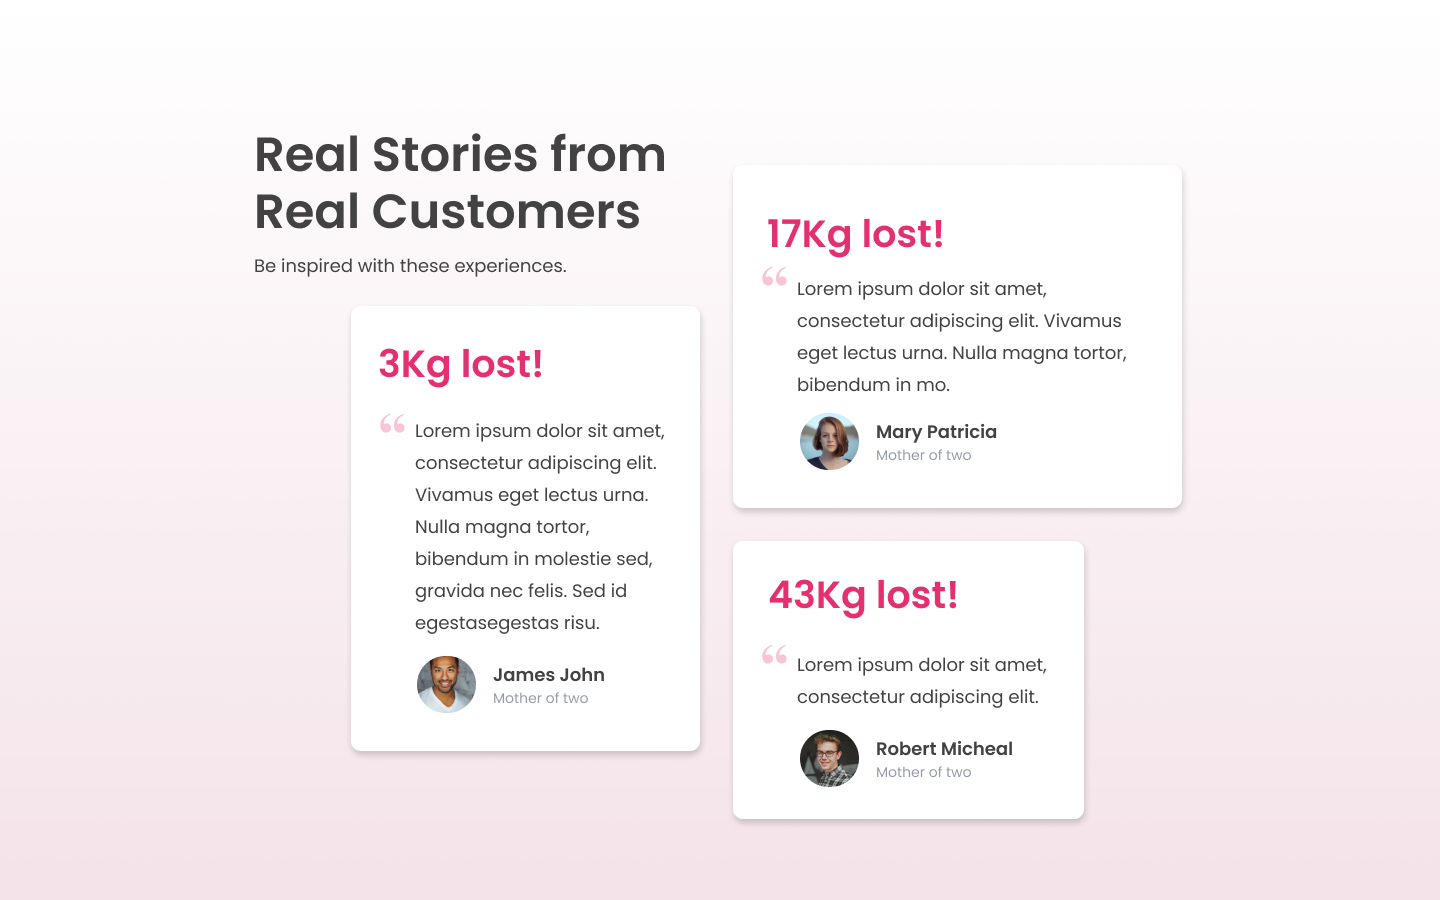 Real Stories from
Real Customers
Be inspired with these experiences.
3Kg lost!
“ Lorem ipsum dolor sit amet,
consectetur adipiscing elit.
Vivamus eget lectus urna.
Nulla magna tortor,
bibendum in molestie sed,
gravida nec felis. Sed id
egestasegestas risu.
James John
Mother of two
17Kg lost!
“ Lorem ipsum dolor sit amet,
consectetur adipiscing elit. Vivamus
eget lectus urna. Nulla magna tortor,
bibendum in mo.
Mary Patricia
Mother of two
43Kg lost!
“ Lorem ipsum dolor sit amet,
consectetur adipiscing elit.
Robert Micheal
Mother of two